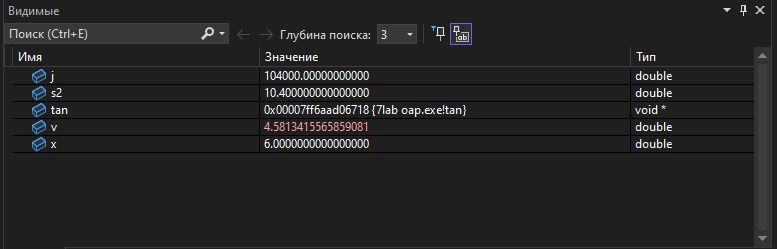 Видимые
Поиск (Ctrl+E) Глубина поиска: 3
Имя Значение Тип
j 104000.00000000000 double
s2 10.400000000000000 double
tan 0x00007ff6aad06718 {7lab oap.exe!tan} void *
v 4.5813415565859081 double
x 6.0000000000000000 double